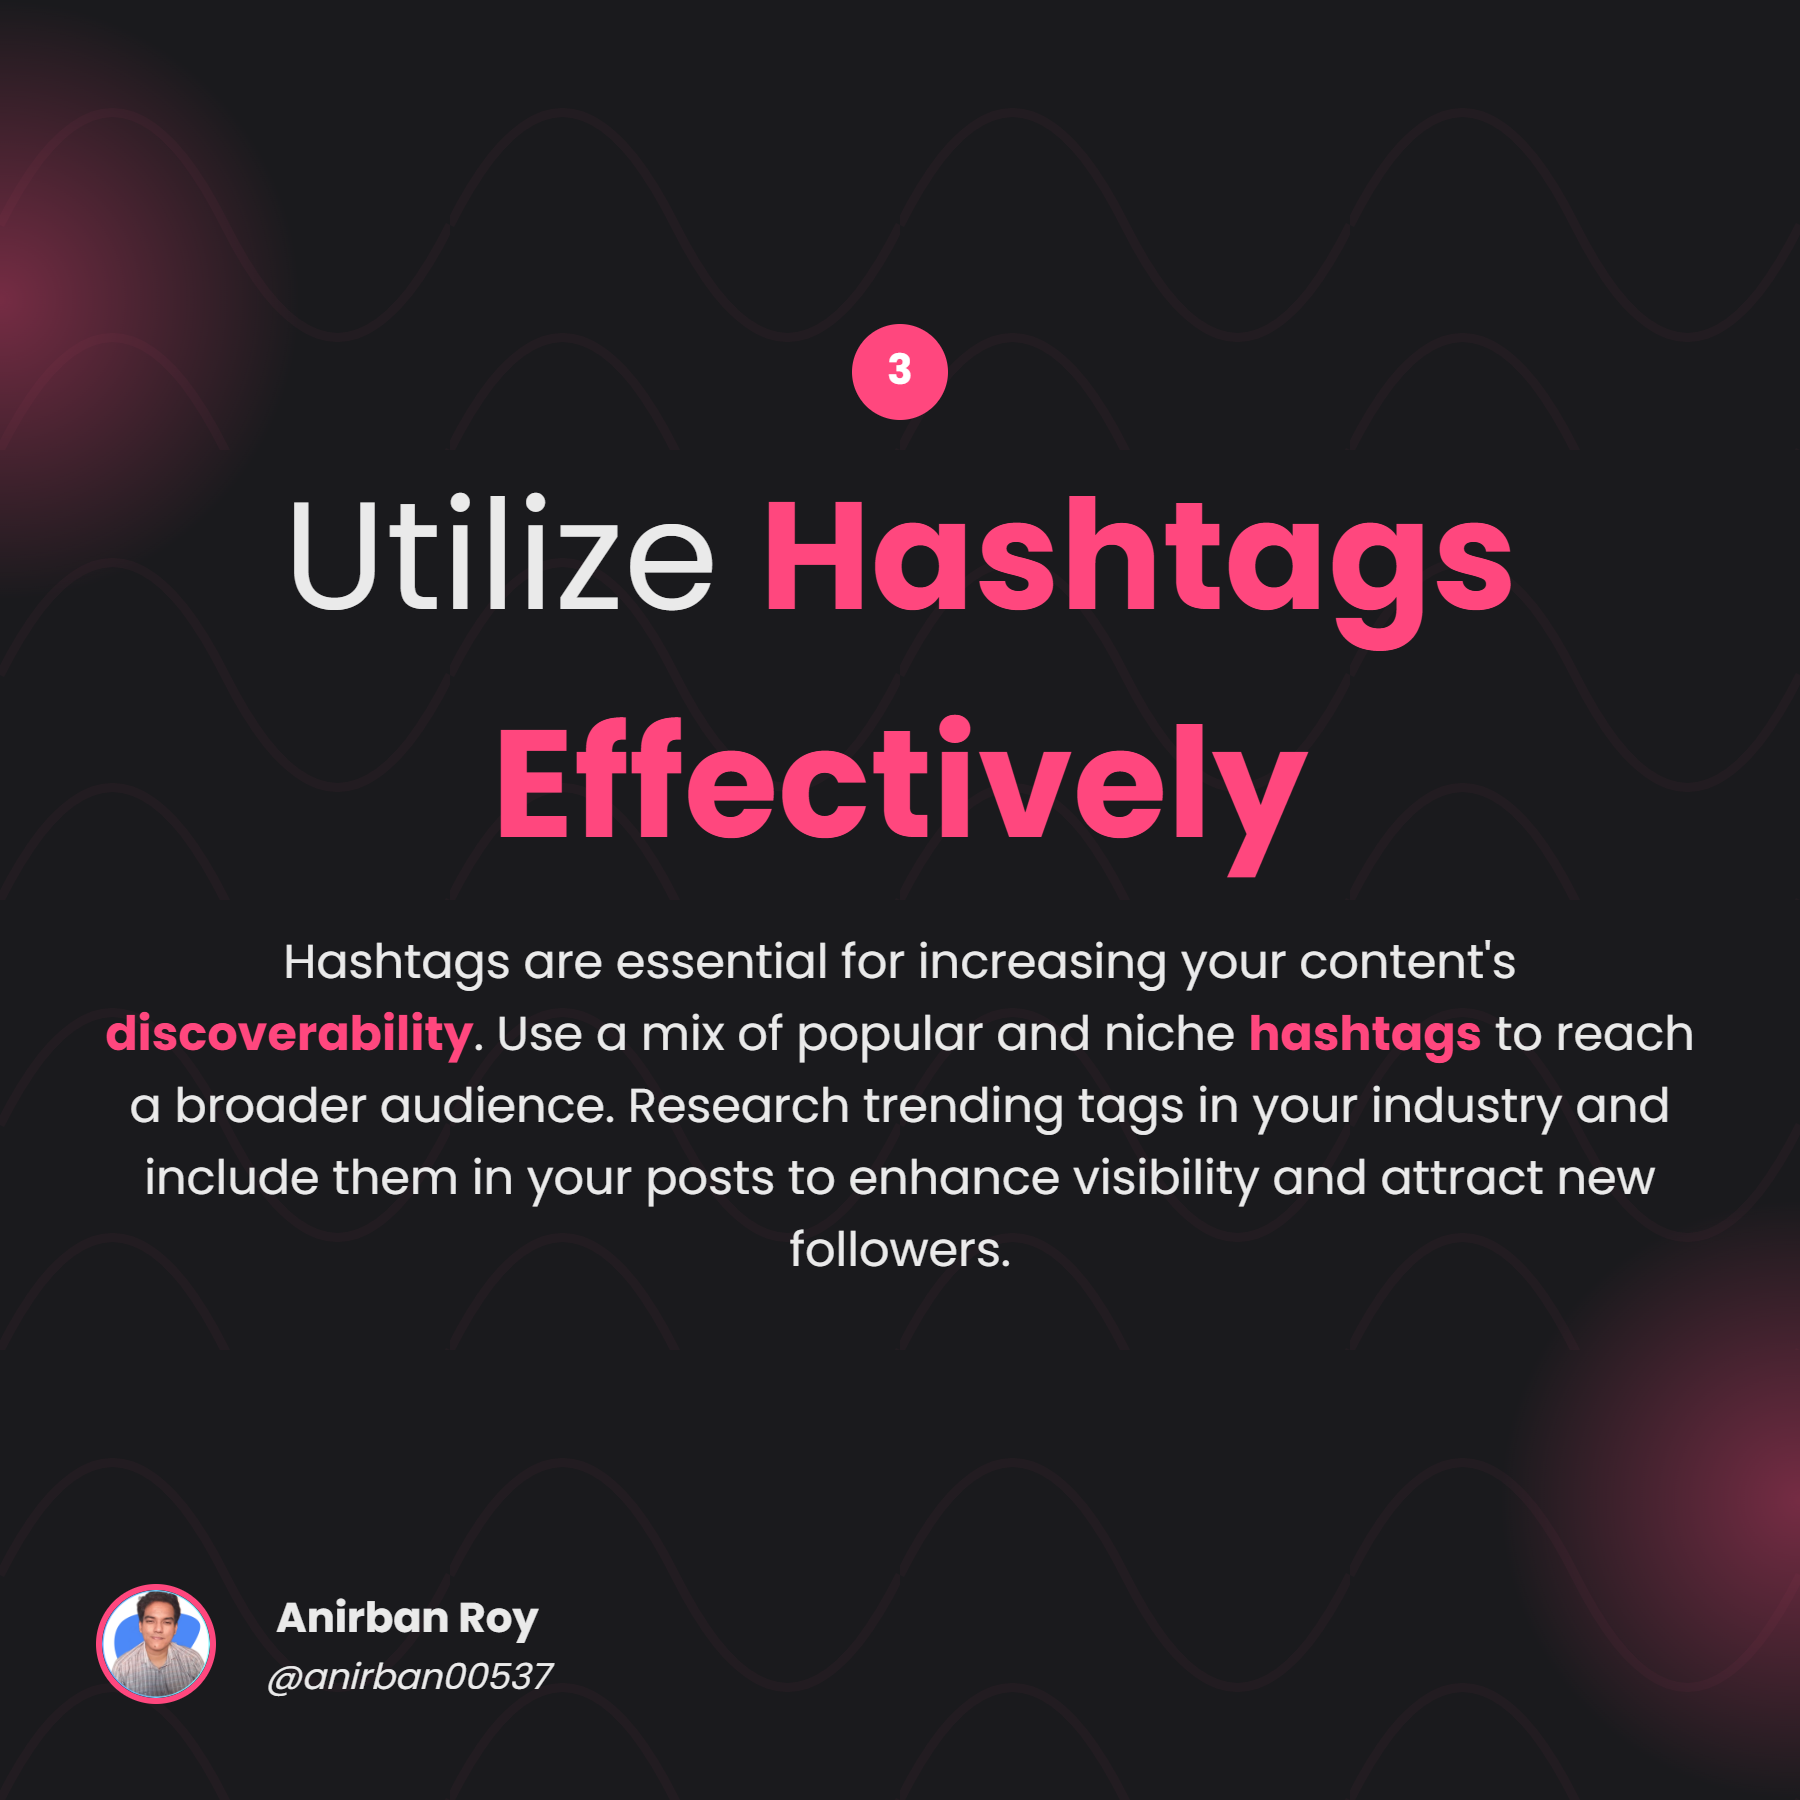 3
Utilize Hashtags
Effectively
Hashtags are essential for increasing your content's
discoverability. Use a mix of popular and niche hashtags to reach
a broader audience. Research trending tags in your industry and
include them in your posts to enhance visibility and attract new
followers.
Anirban Roy
@anirban00537